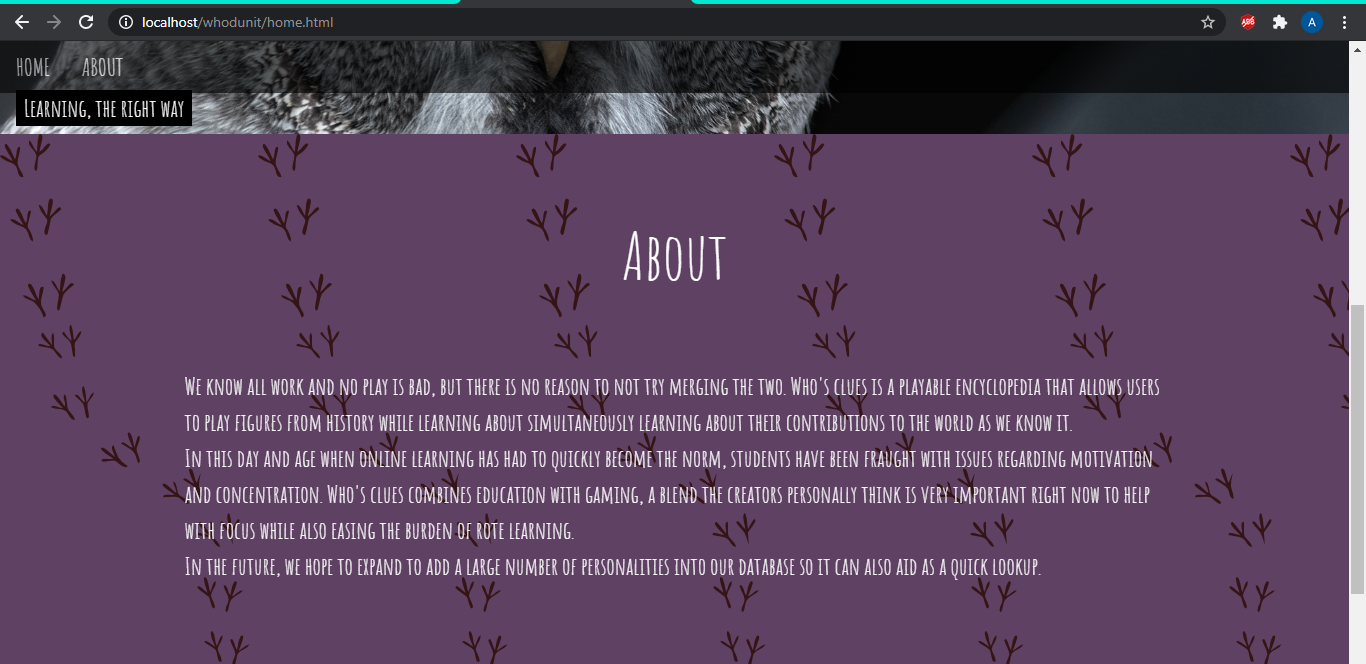 localhost/whodunit/home.html
A
HOME ABOUT
Learning, the right way
About
We know all work and no play is bad, but there is no reason to not try merging the two. Who's clues is a playable encyclopedia that allows users
to play figures from history while learning about simultaneously learning about their contributions to the world as we know it.
In this day and age when online learning has had to quickly become the norm, students have been fraught with issues regarding motivation
and concentration. Who's clues combines education with gaming, a blend the creators personally think is very important right now to help
with focus while also easing the burden of rote learning.
In the future, we hope to expand to add a large number of personalities into our database so it can also aid as a quick lookup.